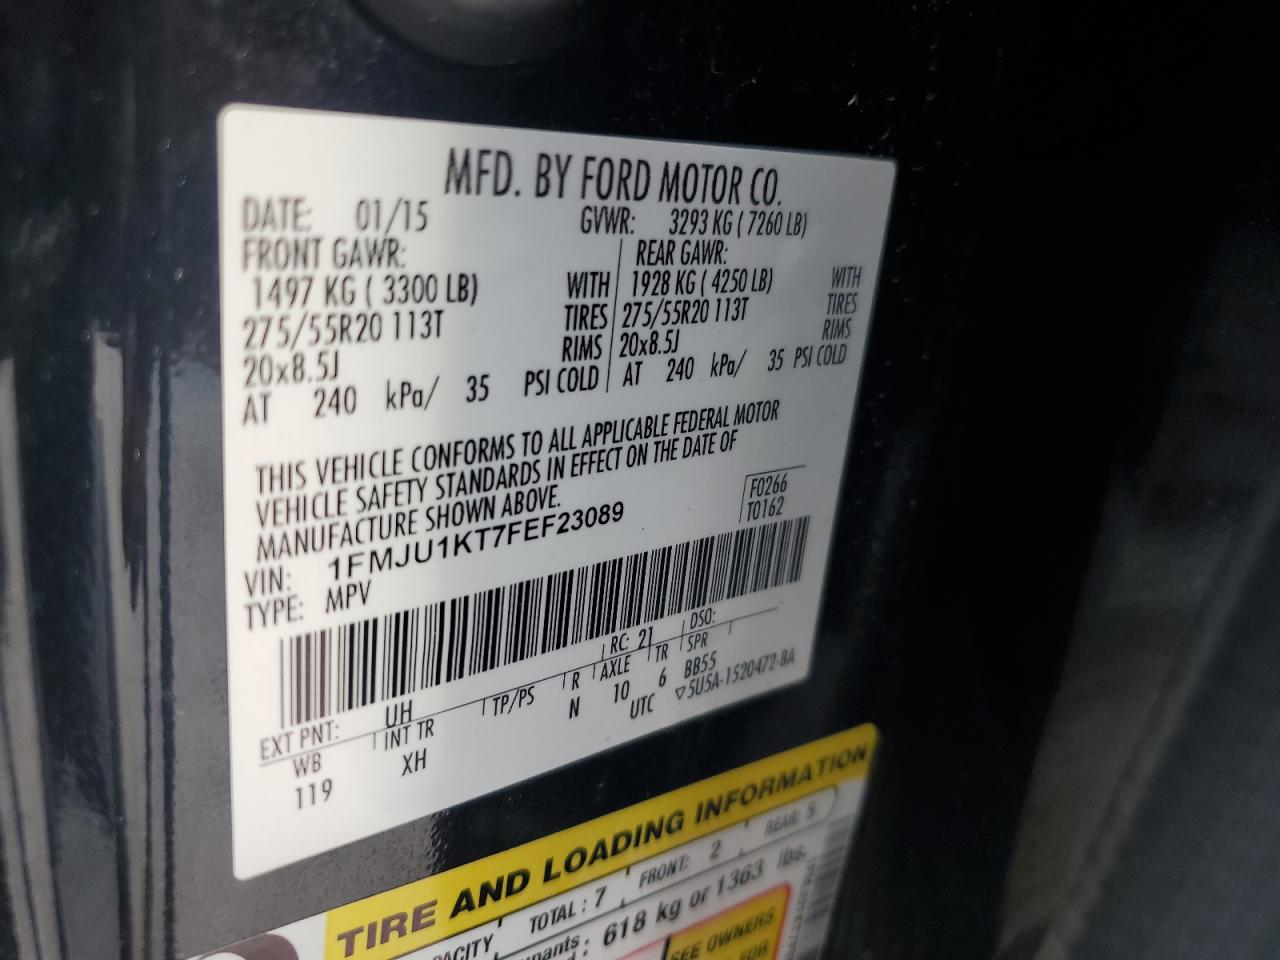 MFD. BY FORD MOTOR CO.
DATE: 01/15 GVWR: 3293 KG ( 7260 LB)
FRONT GAWR: REAR GAWR:
1497 KG ( 3300 LB) WITH 1928 KG ( 4250 LB) WITH
275/55R20 113T TIRES 275/55R20 113T TIRES
20x8.5J RIMS 20x8.5J RIMS
AT 240 kPa/ 35 PSI COLD AT 240 kPa/ 35 PSI COLD
THIS VEHICLE CONFORMS TO ALL APPLICABLE FEDERAL MOTOR
VEHICLE SAFETY STANDARDS IN EFFECT ON THE DATE OF
MANUFACTURE SHOWN ABOVE.
F0266
VIN: 1FMJU1KT7FEF23089 T0162
TYPE: MPV
EXT PNT: UH RC: 21 DSO:
WB INT TR TP/PS R AXLE TR SPR
119 XH N 10 6 BB55
UTC ▽5U5A-1520472-BA
TIRE AND LOADING INFORMATION
TOTAL : 7 FRONT: 2 REAR: 5
618 kg or 1363 lbs.
SEE OWNERS
FOR